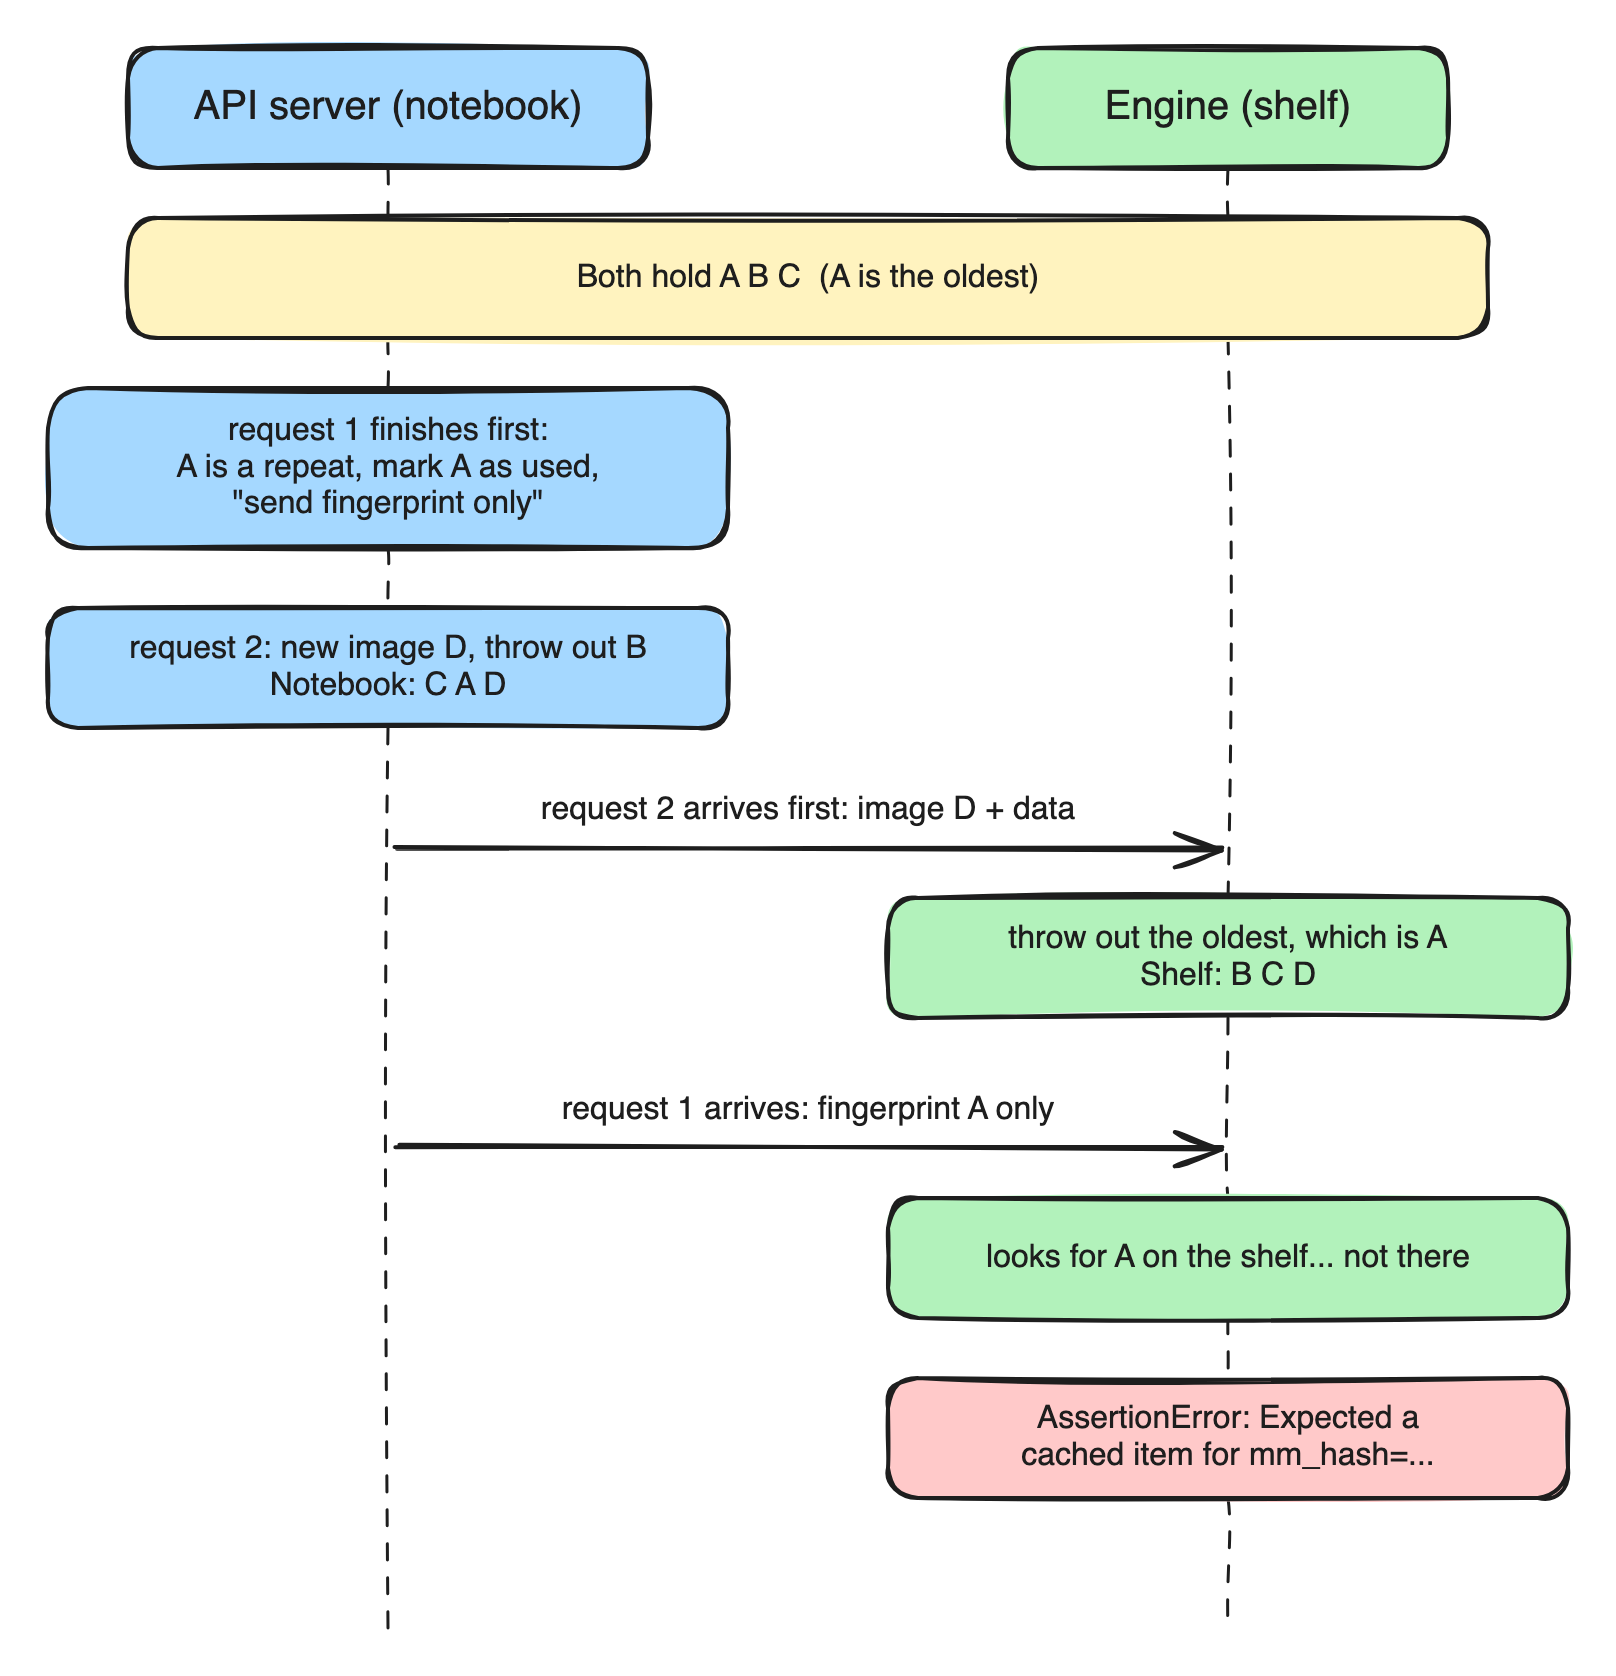 API server (notebook)
Engine (shelf)
Both hold A B C  (A is the oldest)
request 1 finishes first:
A is a repeat, mark A as used,
"send fingerprint only"
request 2: new image D, throw out B
Notebook: C A D
request 2 arrives first: image D + data
throw out the oldest, which is A
Shelf: B C D
request 1 arrives: fingerprint A only
looks for A on the shelf... not there
AssertionError: Expected a
cached item for mm_hash=...